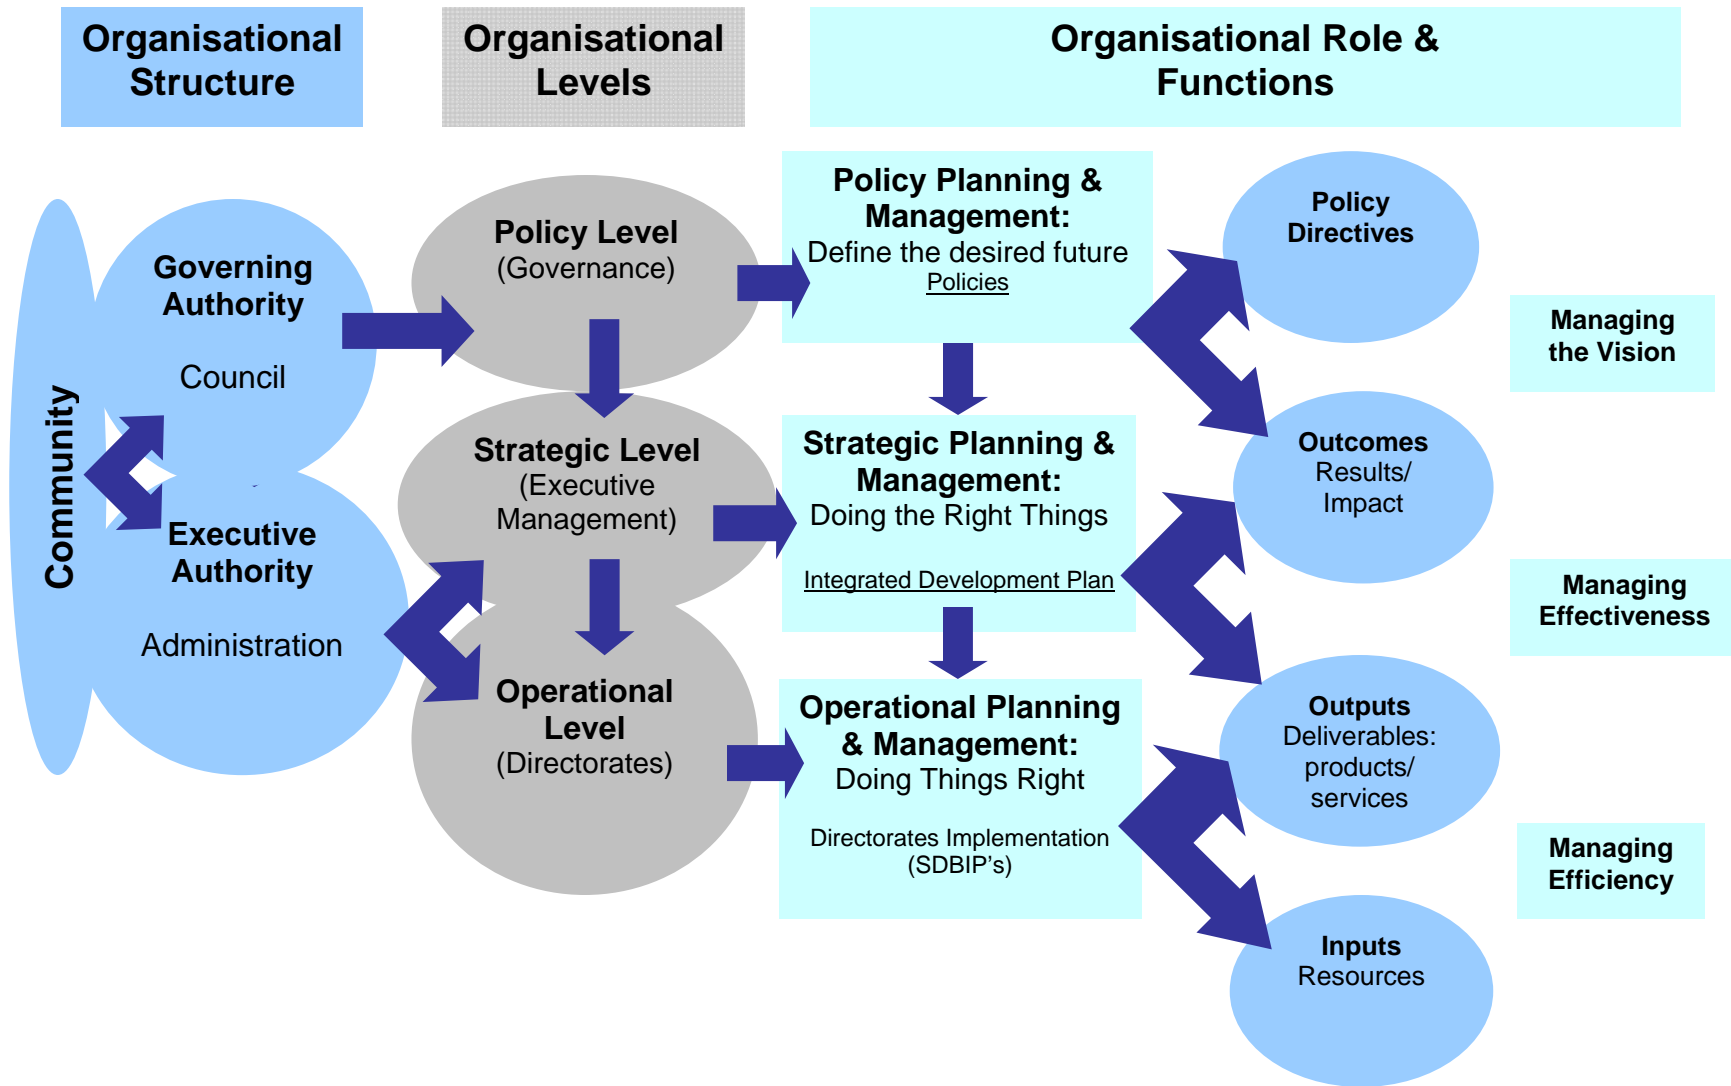 Organisational
Structure
Organisational
Levels
Organisational Role &
Functions
Community
Governing
Authority
Council
Executive
Authority
Administration
Policy Level
(Governance)
Strategic Level
(Executive
Management)
Operational
Level
(Directorates)
Policy Planning &
Management:
Define the desired future
Policies
Strategic Planning &
Management:
Doing the Right Things
Integrated Development Plan
Operational Planning
& Management:
Doing Things Right
Directorates Implementation
(SDBIP's)
Policy
Directives
Outcomes
Results/
Impact
Outputs
Deliverables:
products/
services
Inputs
Resources
Managing
the Vision
Managing
Effectiveness
Managing
Efficiency